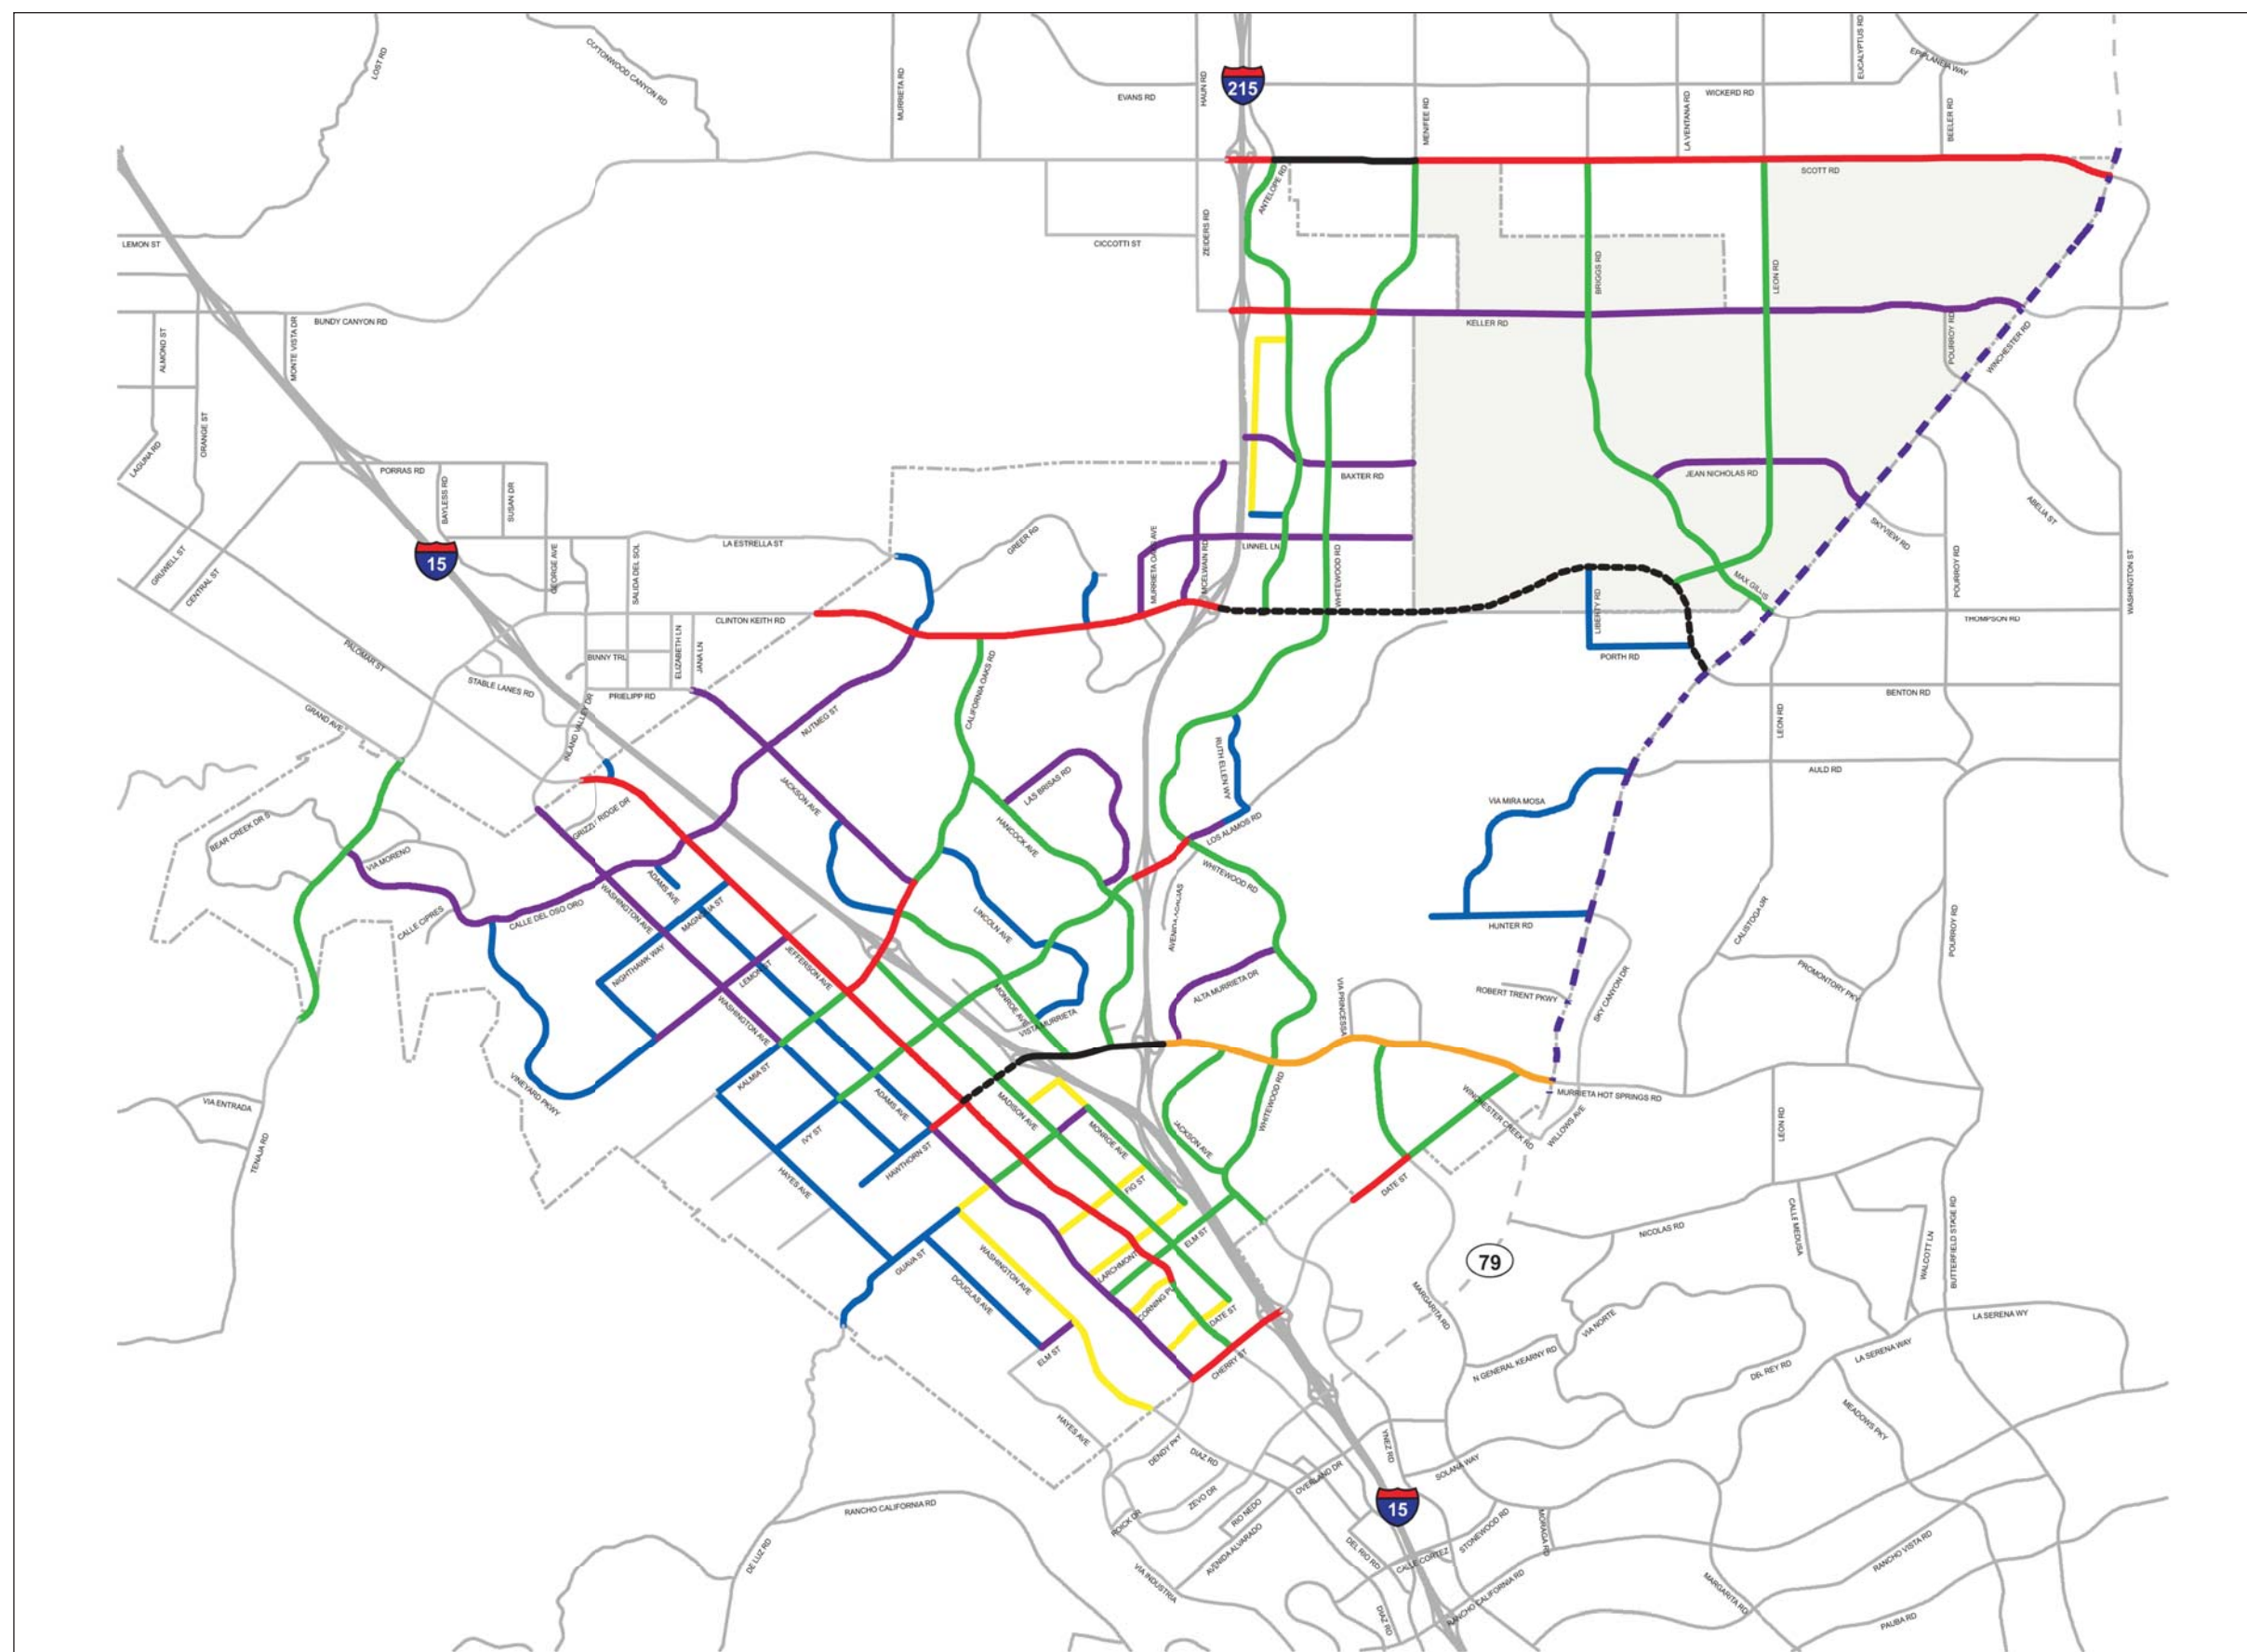 LOST RD
COTTONWOOD CANYON RD
MURRIETA RD
EVANS RD
HAUN RD
215
MENIFEE RD
LA VENTANA RD
WICKERD RD
EUCALYPTUS RD
BEELER RD
SCOTT RD
ANTELOPE RD
LEMON ST
CICCOTTI ST
ZEIDERS RD
BRIGGS RD
LEON RD
BUNDY CANYON RD
MONTE VISTA DR
ALMOND ST
ORANGE ST
LAGUNA RD
KELLER RD
POURROY RD
WINCHESTER RD
PORRAS RD
BAYLESS RD
SUSAN DR
BAXTER RD
JEAN NICHOLAS RD
ABELIA ST
SKYVIEW RD
15
LA ESTRELLA ST
GREER RD
LINNEL LN
MCELWAIN RD
WHITEWOOD RD
GRUWELL ST
CENTRAL ST
GEORGE AVE
SALIDA DEL SOL
MAX GILLIS
POURROY RD
WASHINGTON ST
CLINTON KEITH RD
LIBERTY RD
THOMPSON RD
PALOMAR ST
BINNY TRL
ELIZABETH LN
JANA LN
PORTH RD
STABLE LANES RD
PRIELIPP RD
CALIFORNIA OAKS RD
BENTON RD
GRAND AVE
INLAND VALLEY DR
NUTMEG ST
LEON RD
RUTH ELLEN WY
AULD RD
JACKSON AVE
LAS BRISAS RD
VIA MIRA MOSA
BEAR CREEK DR S
HANCOCK AVE
LOS ALAMOS RD
VIA MORENO
WHITEWOOD RD
ADAMS AVE
WASHINGTON AVE
MAGNOLIA ST
CALLE CIPRES
CALLE DEL OSO ORO
LINCOLN AVE
HUNTER RD
CALISTOGA DR
POURROY RD
NIGHTHAWK WAY
LEMON ST
JEFFERSON AVE
ALTA MURRIETA DR
VIA PRINCESSA
ROBERT TRENT PKWY
SKY CANYON DR
PROMONTORY PKY
WASHINGTON AVE
MONROE AVE
VISTA MURRIETA
VINEYARD PKWY
KALMIA ST
ADAMS AVE
MADISON AVE
MURRIETA HOT SPRINGS RD
VIA ENTRADA
TENAJA RD
IVY ST
HAWTHORN ST
MONROE AVE
JACKSON AVE
WHITEWOOD RD
WINCHESTER CREEK RD
WILLOWS AVE
LEON RD
HAYES AVE
FIG ST
DATE ST
ELM ST
NICOLAS RD
CALLE MEDUSA
WALCOTT LN
BUTTERFIELD STAGE RD
79
GUAVA ST
DOUGLAS AVE
WASHINGTON AVE
LARCHMONT
CORNING PL
DATE ST
MARGARITA RD
VIA NORTE
LA SERENA WY
ELM ST
CHERRY ST
N GENERAL KEARNY RD
DEL REY RD
LA SERENA WAY
HAYES AVE
DENDY PKY
DIAZ RD
YNEZ RD
SOLANA WAY
MEADOWS PKY
OVERLAND DR
ZEVO DR
RIO NEDO
15
RANCHO CALIFORNIA RD
ROICK DR
AVENIDA ALVARADO
DEL RIO RD
CALLE CORTEZ
STONEWOOD RD
MORAGA RD
RANCHO VISTA RD
DE LUZ RD
VIA INDUSTRIA
DIAZ RD
RANCHO CALIFORNIA RD
MARGARITA RD
PAUBA RD